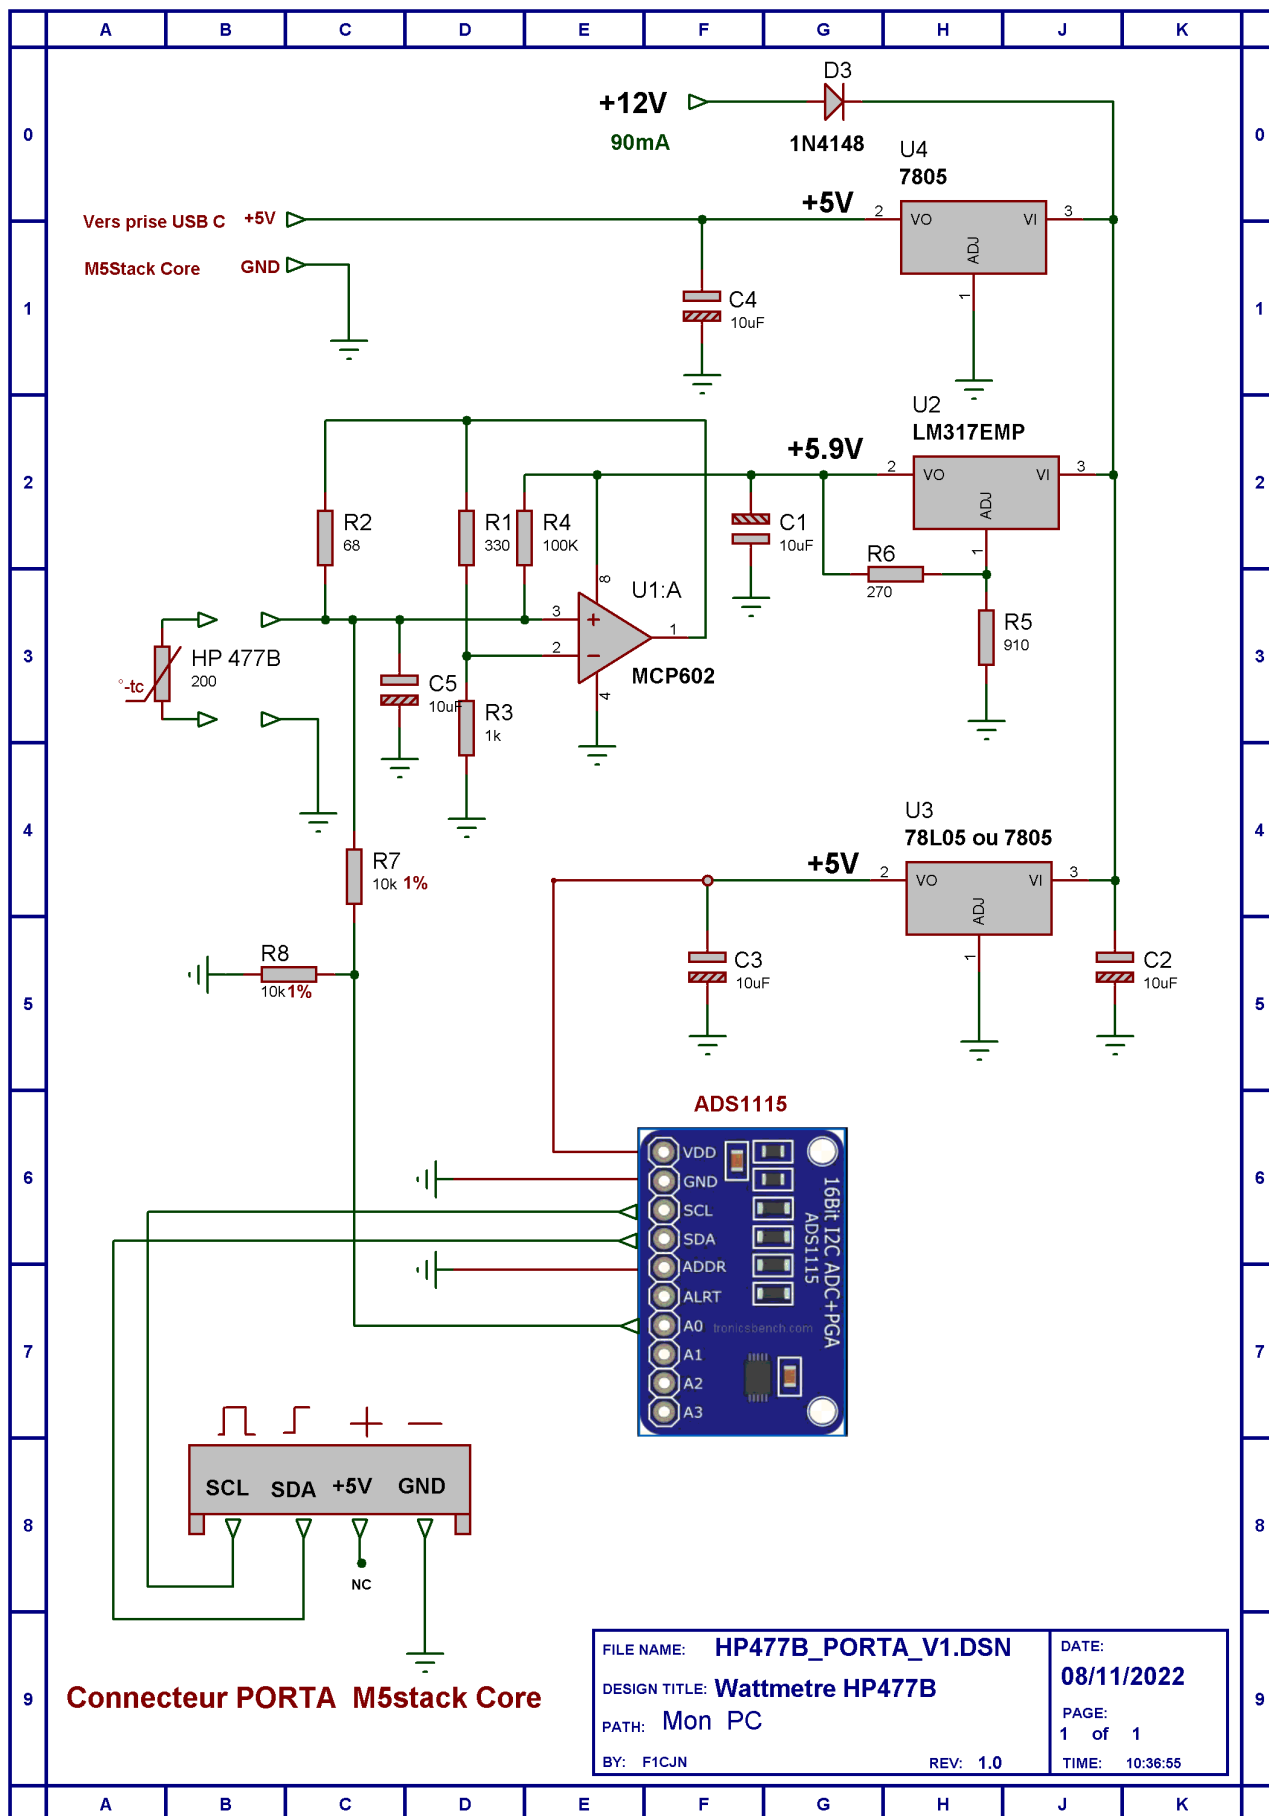 A B C D E F G H J K
D3
+12V
90mA
1N4148
0 0
U4
7805
+5V
2 VO VI 3
ADJ
1
Vers prise USB C +5V
M5Stack Core GND
C4
10uF
1 1
U2
LM317EMP
+5.9V
2 VO VI 3
ADJ
1
2 2
R2
68
R1
330
R4
100K
C1
10uF
R6
270
U1:A
8
3
+
2
−
1
4
MCP602
R5
910
3 3
HP 477B
200
°-tc
C5
10uF
R3
1k
U3
78L05 ou 7805
4 4
+5V
2 VO VI 3
ADJ
1
R7
10k 1%
R8
10k 1%
C3
10uF
C2
10uF
5 5
ADS1115
VDD
GND
SCL
SDA
ADDR
ALRT
A0
A1
A2
A3
16Bit I2C ADC+PGA
ADS1115
tronicsbench.com
6 6
7 7
SCL SDA +5V GND
8 8
NC
Connecteur PORTA M5stack Core
9 9
FILE NAME: HP477B_PORTA_V1.DSN
DESIGN TITLE: Wattmetre HP477B
PATH: Mon PC
BY: F1CJN REV: 1.0
DATE:
08/11/2022
PAGE:
1 of 1
TIME: 10:36:55
A B C D E F G H J K